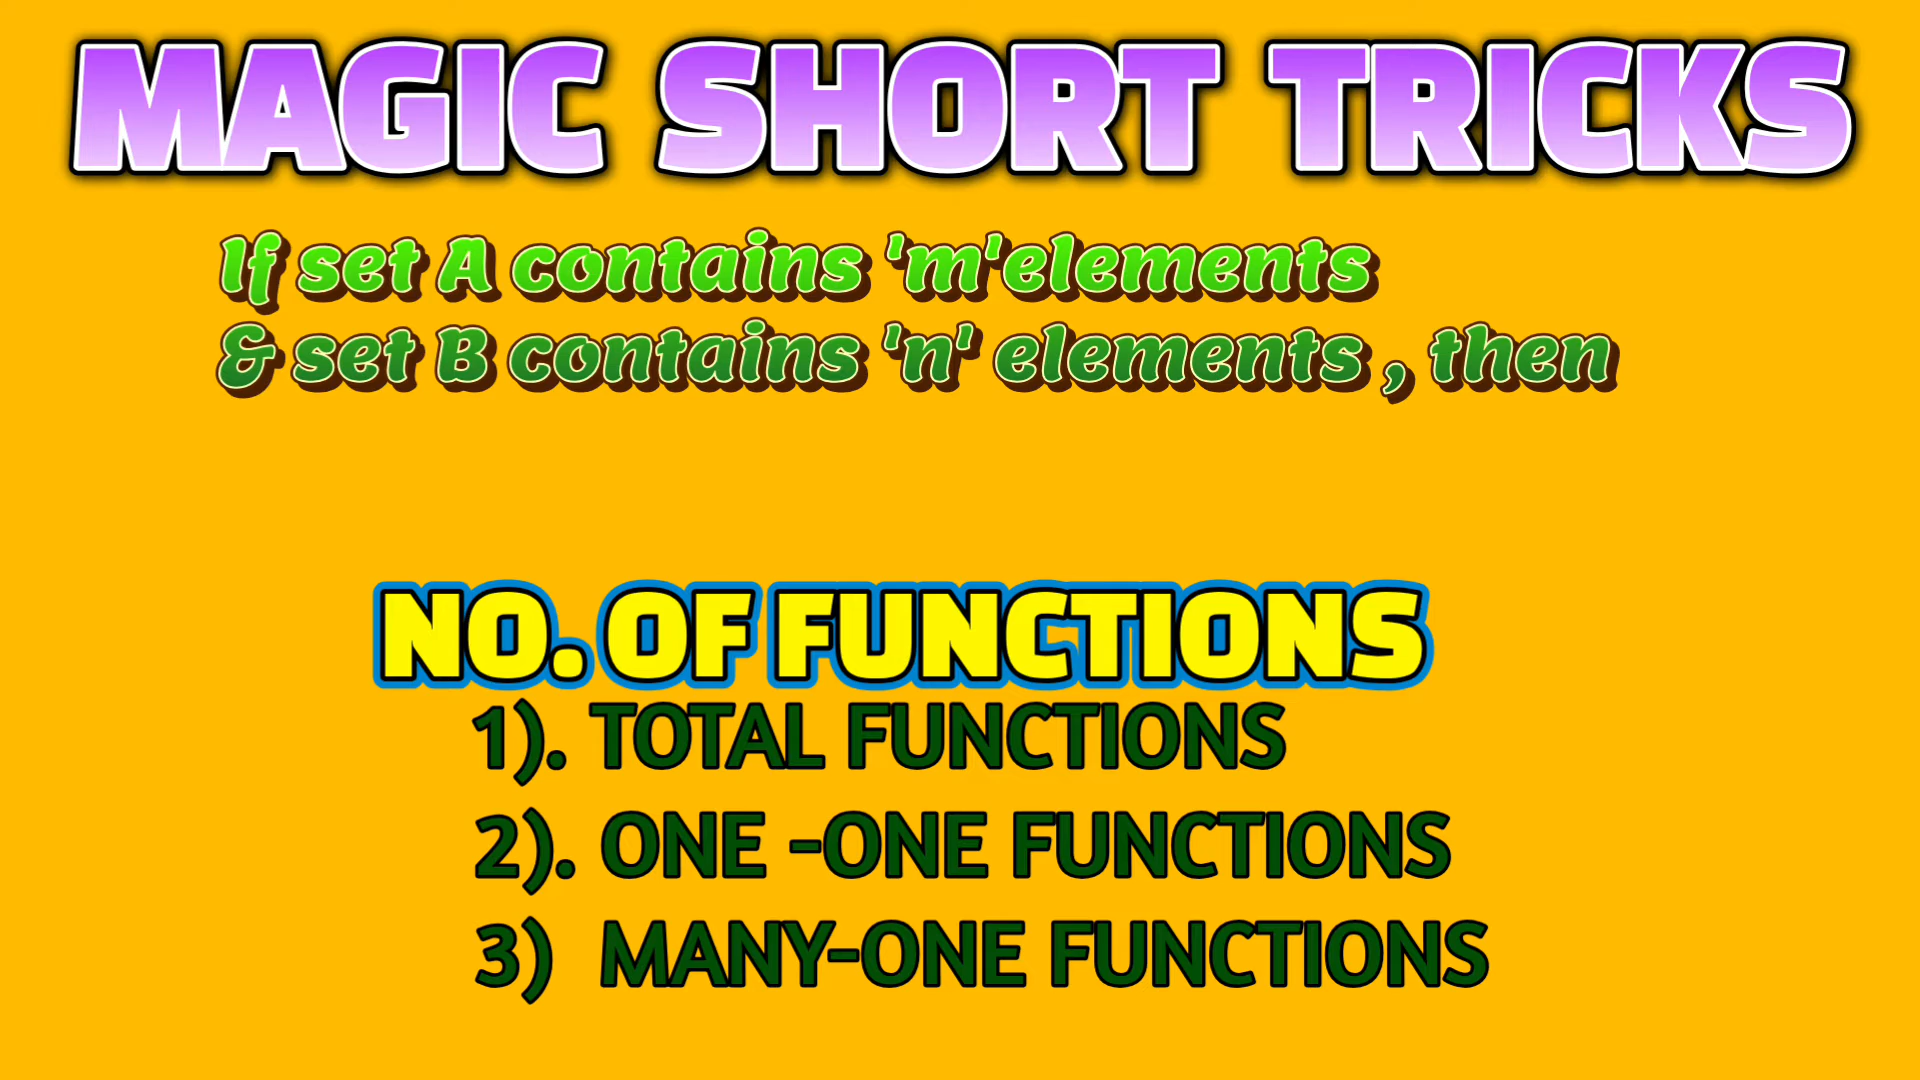 MAGIC SHORT TRICKS
If set A contains 'm'elements
& set B contains 'n' elements , then
NO. OF FUNCTIONS
1). TOTAL FUNCTIONS
2). ONE -ONE FUNCTIONS
3) MANY-ONE FUNCTIONS